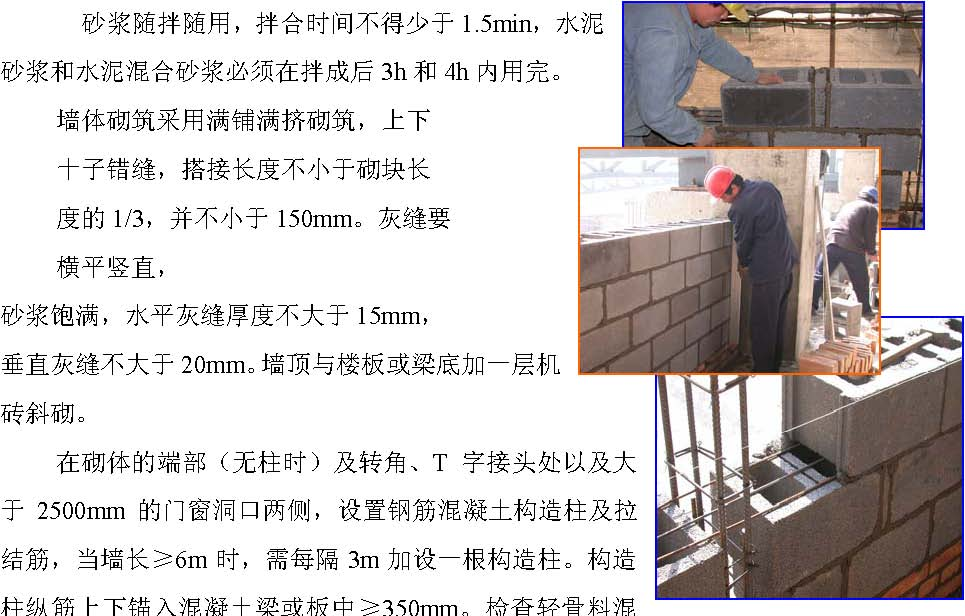 砂浆随拌随用，拌合时间不得少于 1.5min，水泥
砂浆和水泥混合砂浆必须在拌成后 3h 和 4h 内用完。
墙体砌筑采用满铺满挤砌筑，上下
十子错缝，搭接长度不小于砌块长
度的 1/3，并不小于 150mm。灰缝要
横平竖直，
砂浆饱满，水平灰缝厚度不大于 15mm，
垂直灰缝不大于 20mm。墙顶与楼板或梁底加一层机
砖斜砌。
在砌体的端部（无柱时）及转角、T 字接头处以及大
于 2500mm 的门窗洞口两侧，设置钢筋混凝土构造柱及拉
结筋，当墙长≥6m 时，需每隔 3m 加设一根构造柱。构造
柱纵筋上下锚入混凝土梁或板中≥350mm。检查轻骨料混